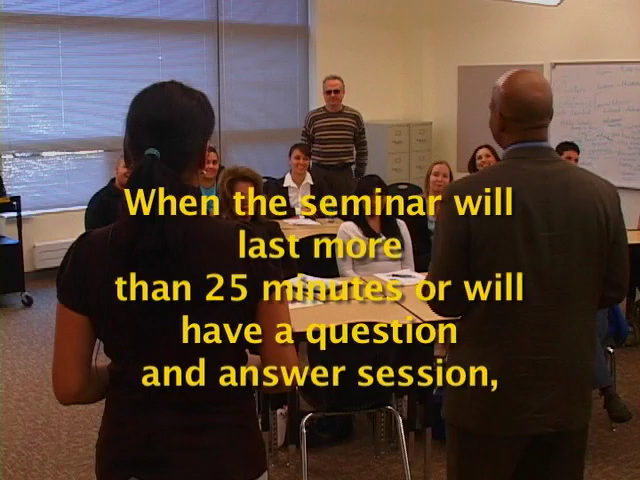 When the seminar will
last more
than 25 minutes or will
have a question
and answer session,